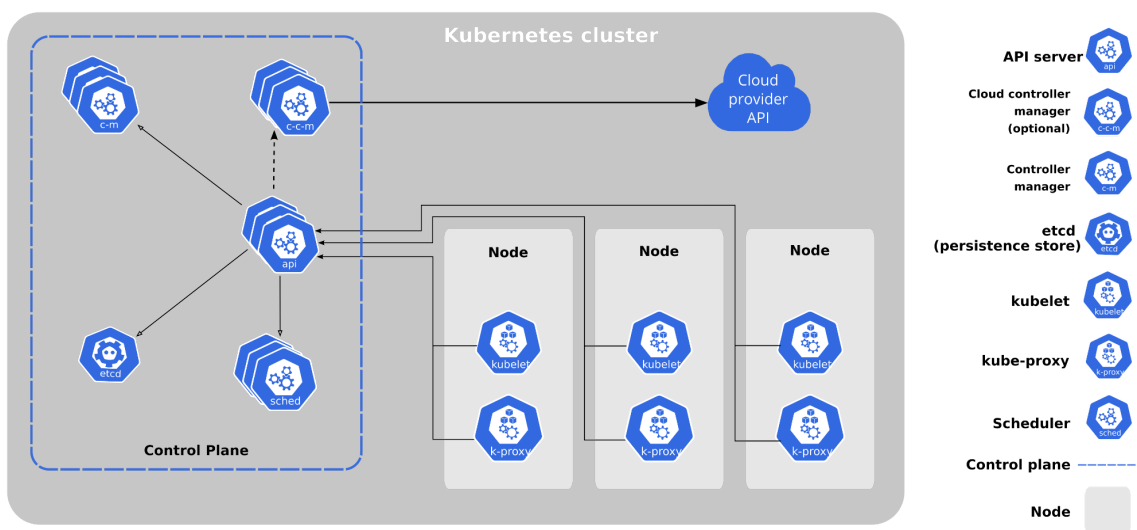 Kubernetes cluster
c-m
c-c-m
Cloud
provider
API
api
etcd
sched
Control Plane
Node
kubelet
k-proxy
Node
kubelet
k-proxy
Node
kubelet
k-proxy
API server
api
Cloud controller
manager
(optional)
c-c-m
Controller
manager
c-m
etcd
(persistence store)
etcd
kubelet
kubelet
kube-proxy
k-proxy
Scheduler
sched
Control plane
Node